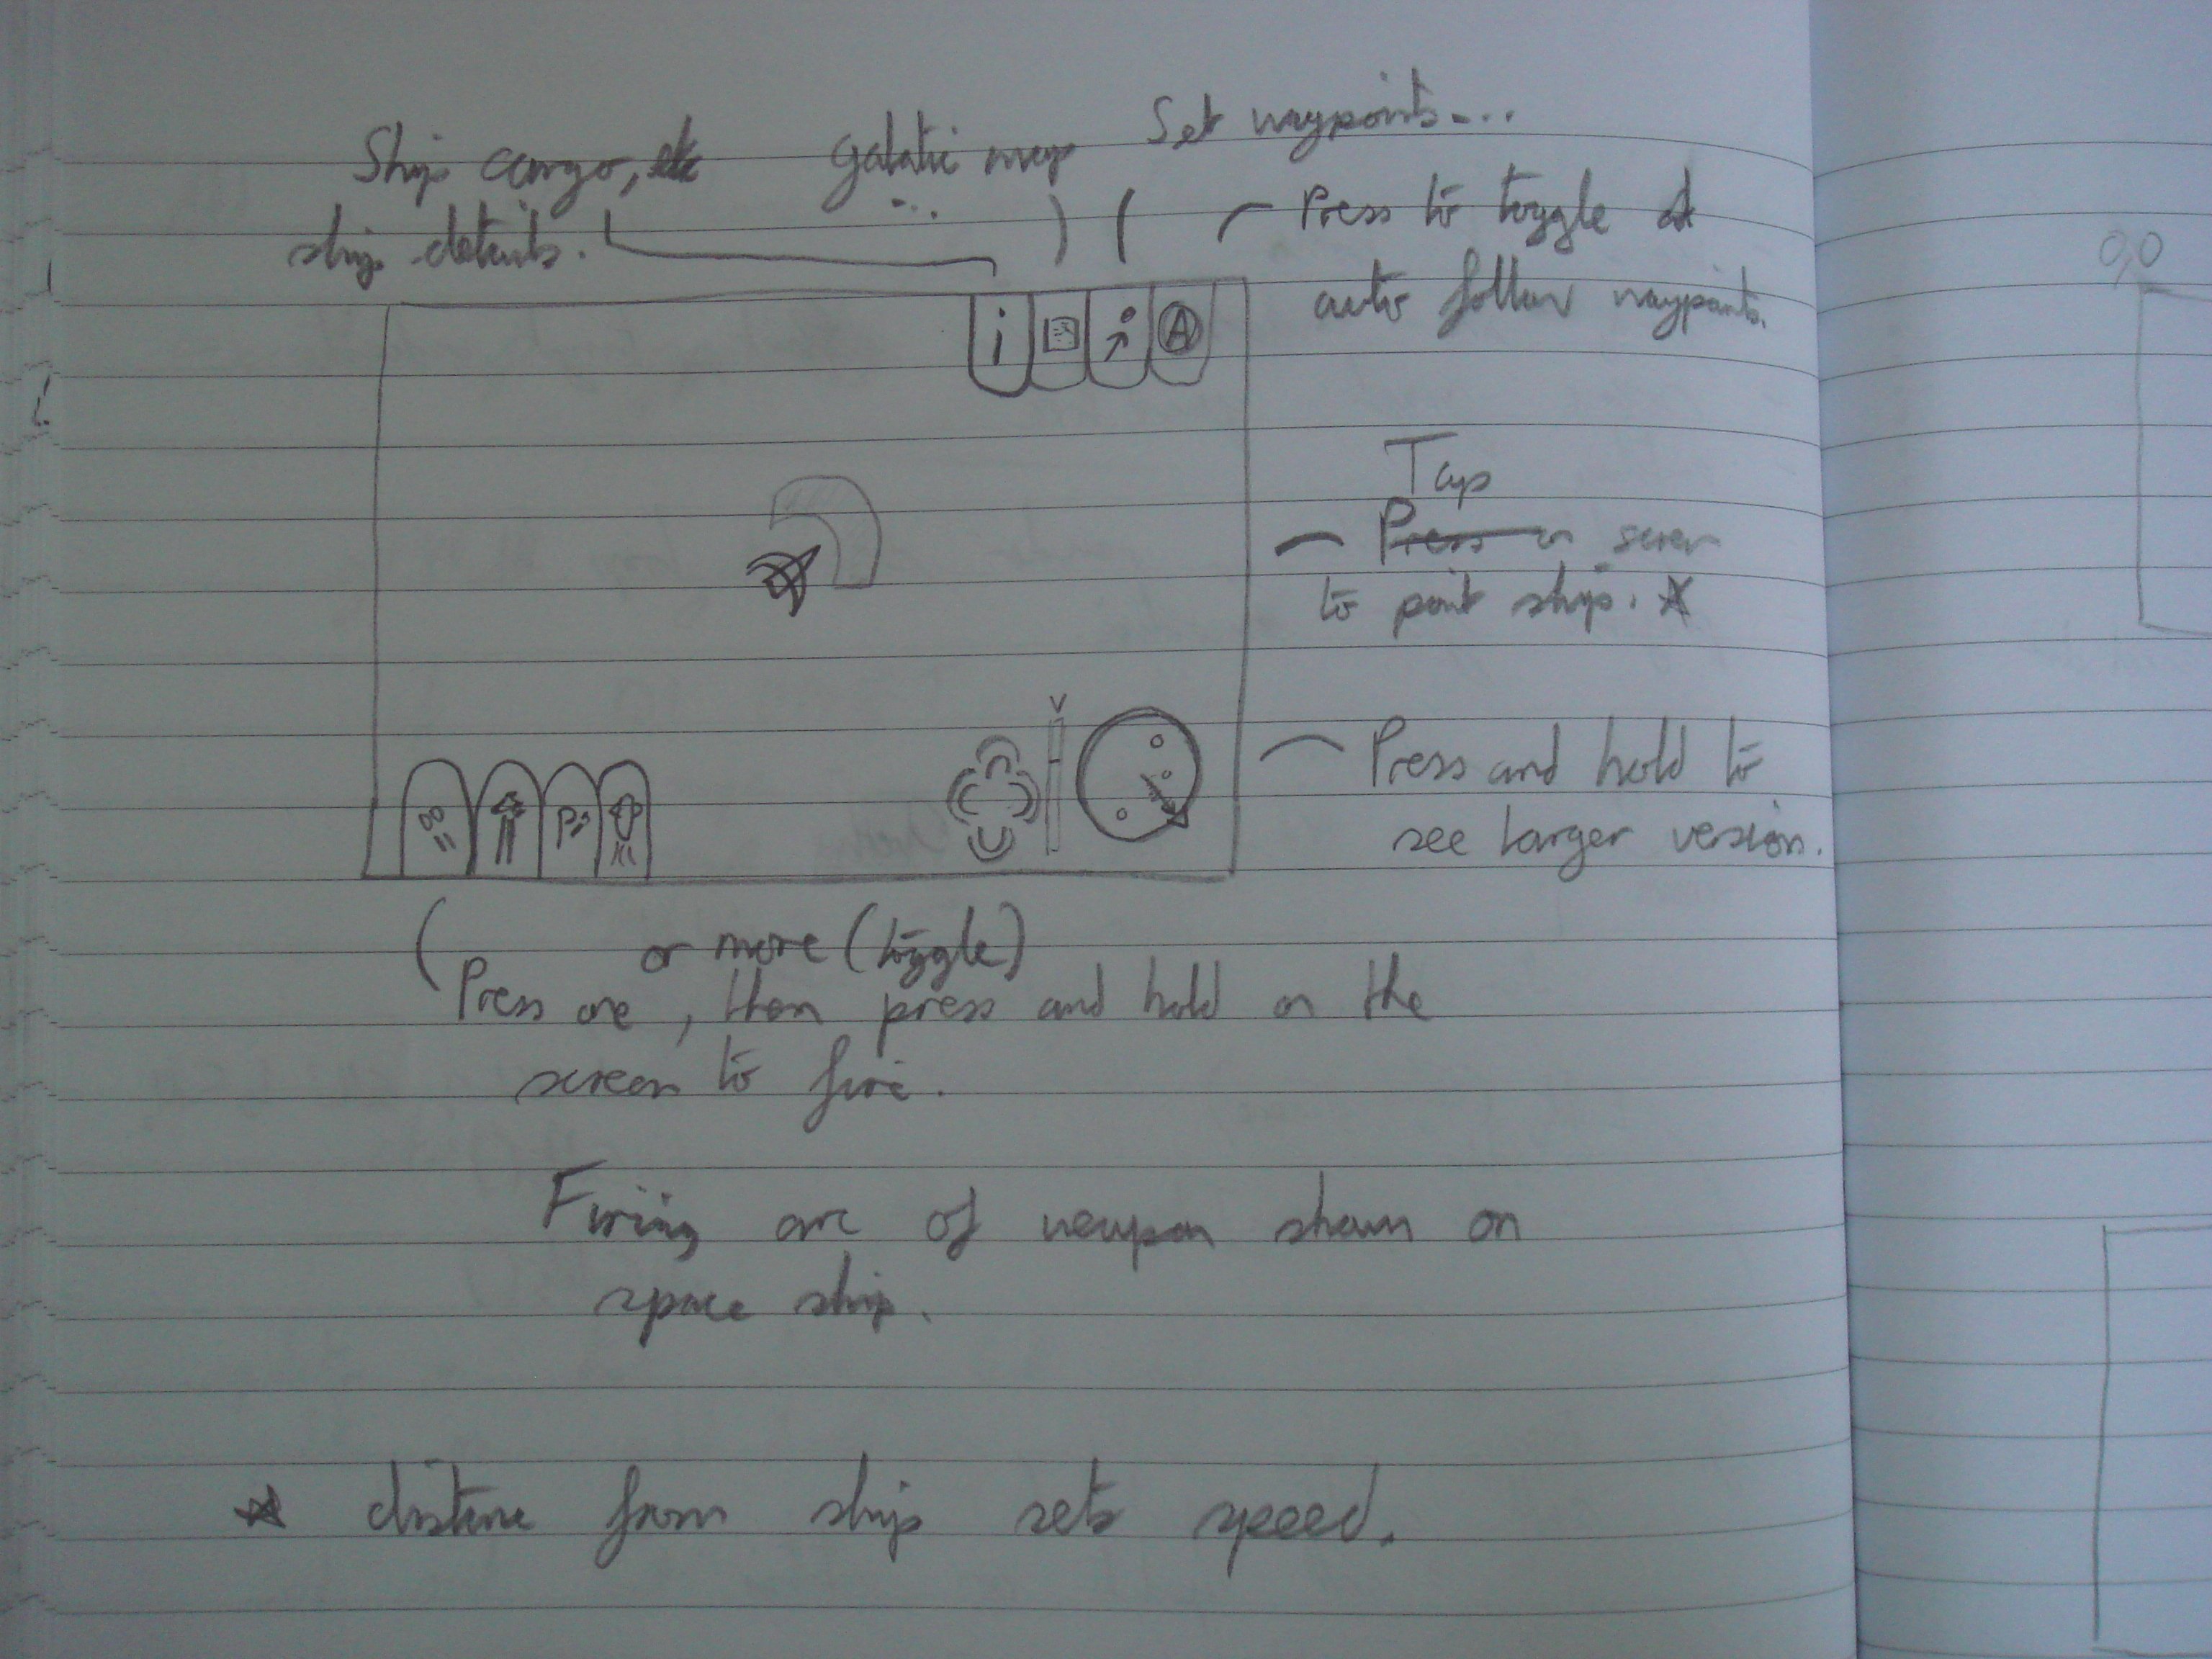 Ship cargo, etc
ship details.
galatic map
...
Set waypoints....
Press to toggle
auto follow waypoints.
i
A
Tap
Press on screen
to point ship. ☆
v
Press and hold to
see larger version.
or more (toggle)
Press one, then press and hold on the
screen to fire.
Firing arc of weapon shown on
space ship.
☆ distance from ship sets speed.
0,0